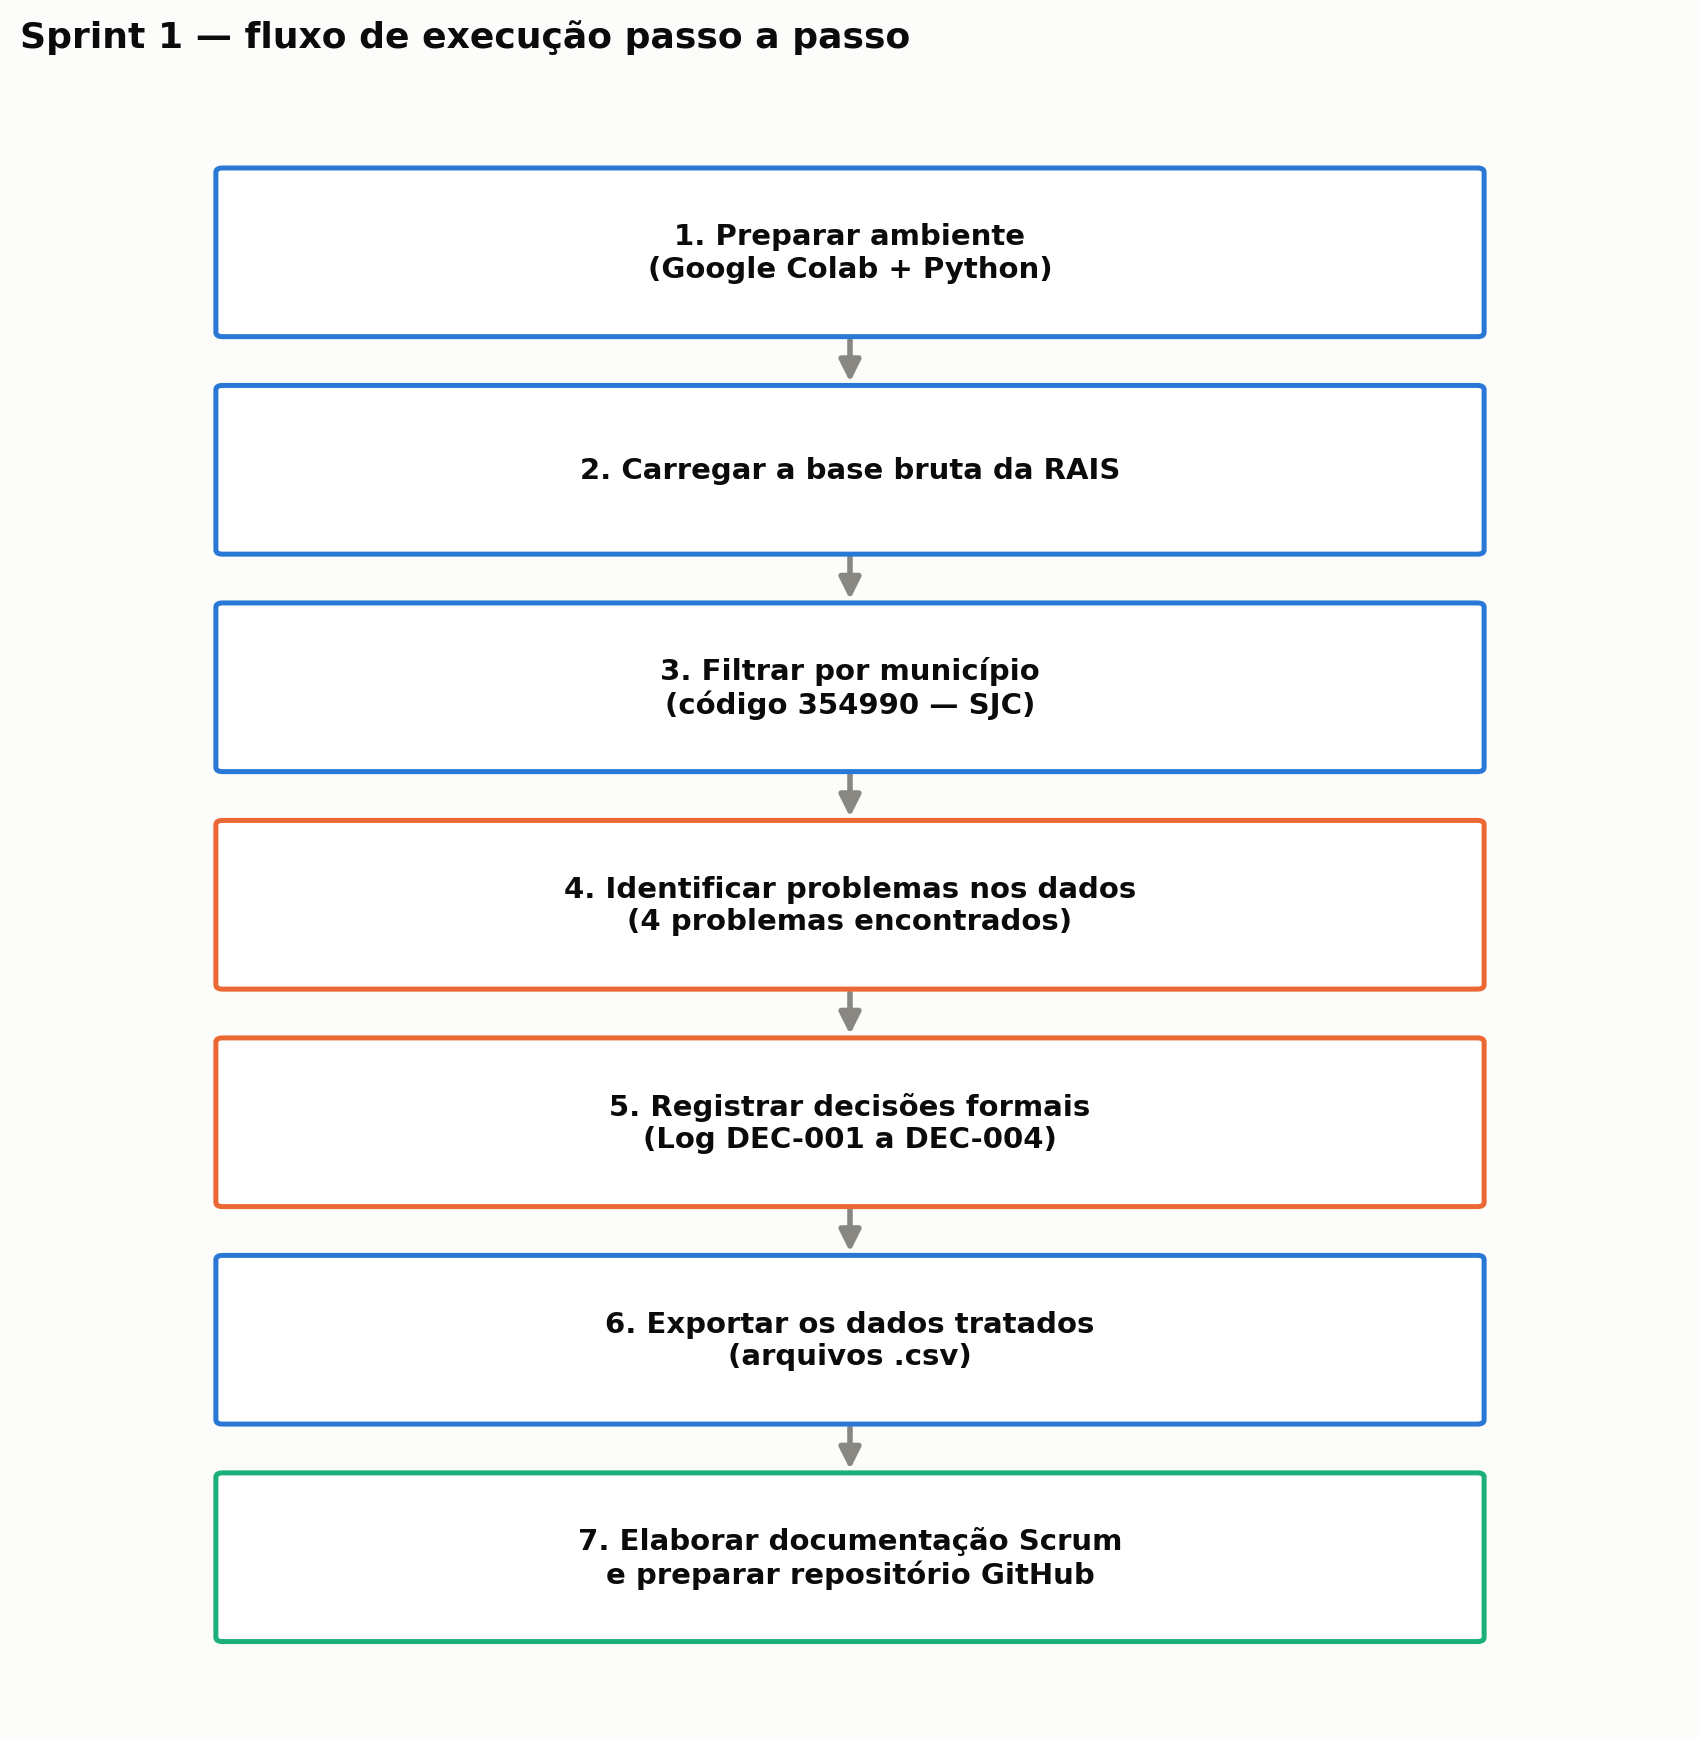 Sprint 1 — fluxo de execução passo a passo
1. Preparar ambiente
(Google Colab + Python)
2. Carregar a base bruta da RAIS
3. Filtrar por município
(código 354990 — SJC)
4. Identificar problemas nos dados
(4 problemas encontrados)
5. Registrar decisões formais
(Log DEC-001 a DEC-004)
6. Exportar os dados tratados
(arquivos .csv)
7. Elaborar documentação Scrum
e preparar repositório GitHub